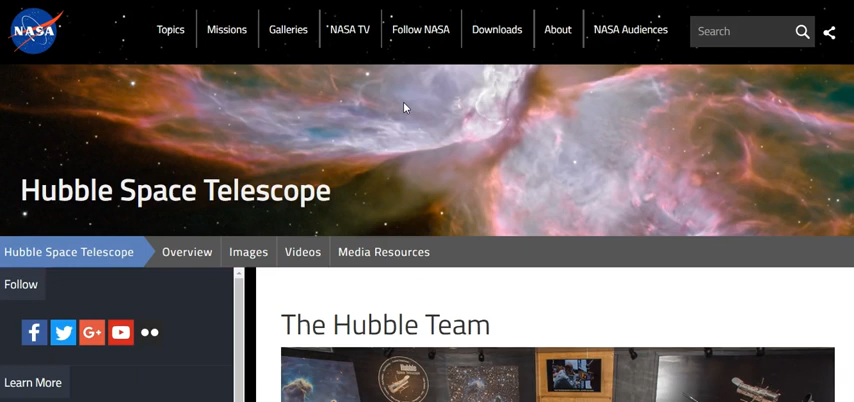 NASA
Topics
Missions
Galleries
NASA TV
Follow NASA
Downloads
About
NASA Audiences
Search
Hubble Space Telescope
Hubble Space Telescope
Overview
Images
Videos
Media Resources
Follow
f
G+
Learn More
The Hubble Team
Hubble